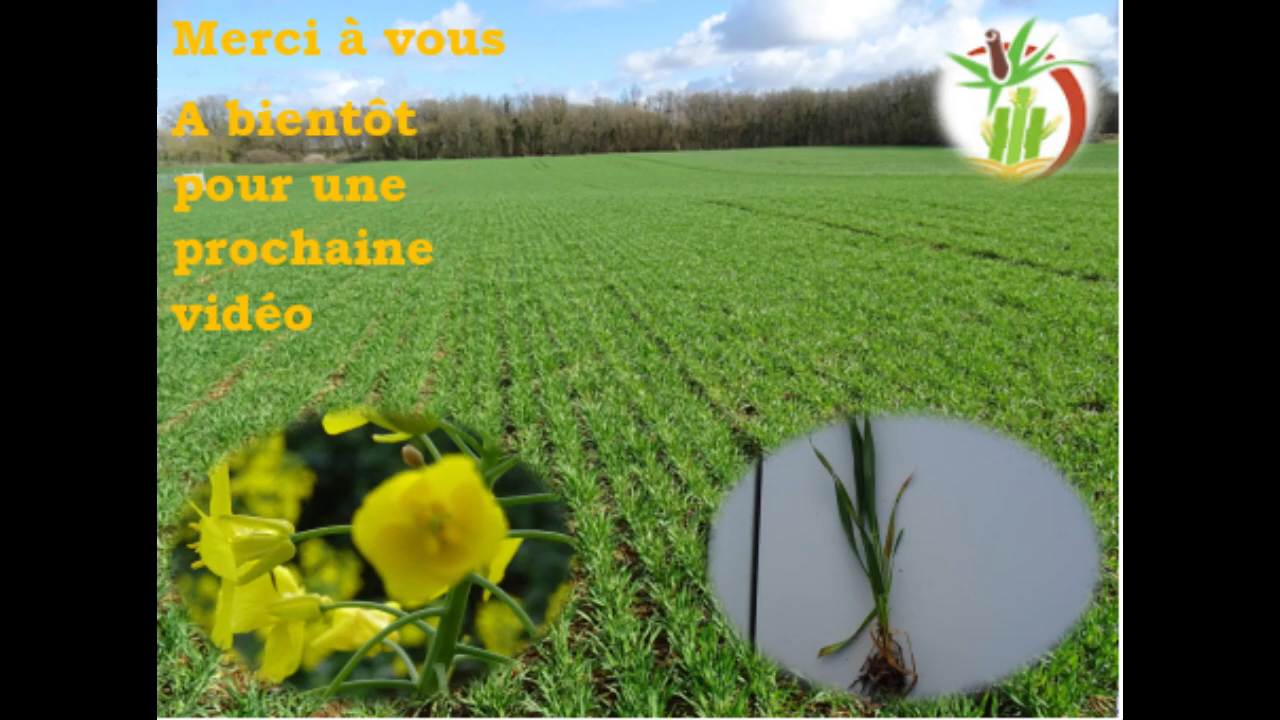 Merci à vous
A bientôt
pour une
prochaine
vidéo